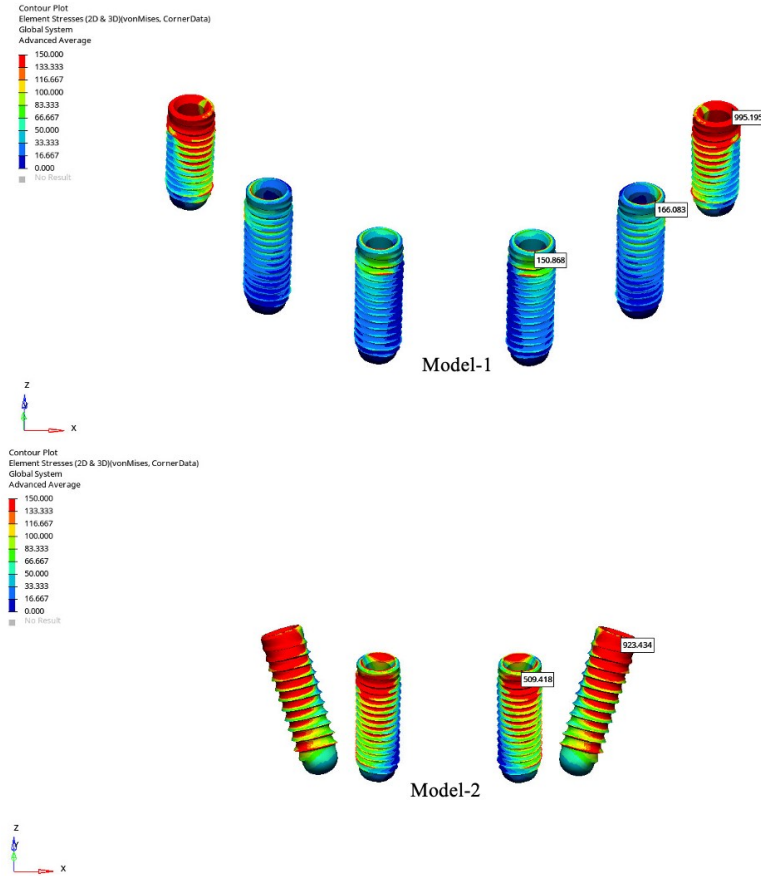 Contour Plot
Element Stresses (2D & 3D)(vonMises, CornerData)
Global System
Advanced Average
150.000
133.333
116.667
100.000
83.333
66.667
50.000
33.333
16.667
0.000
No Result
995.195
166.083
150.868
Model-1
Z
Y
X
Contour Plot
Element Stresses (2D & 3D)(vonMises, CornerData)
Global System
Advanced Average
150.000
133.333
116.667
100.000
83.333
66.667
50.000
33.333
16.667
0.000
No Result
923.434
509.418
Model-2
Z
Y
X